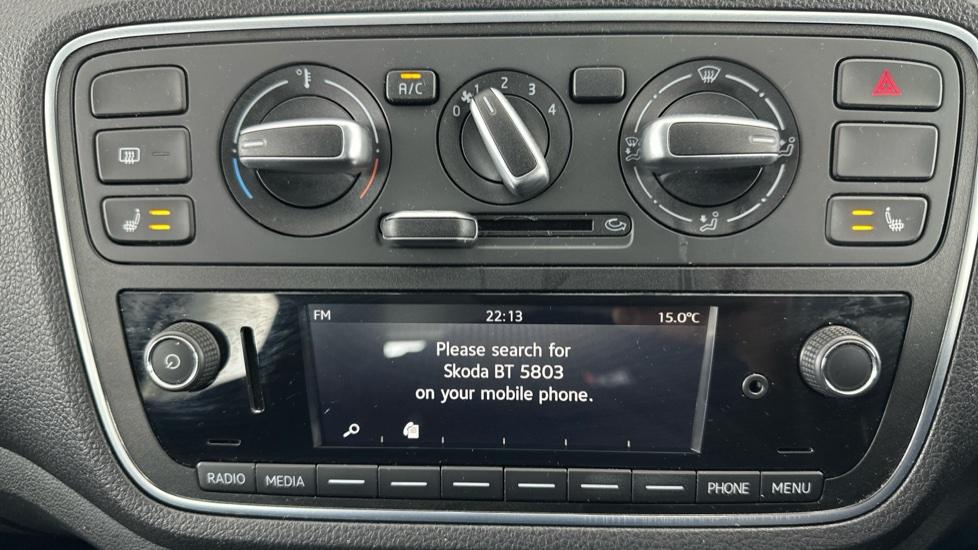 A/C
0 1 2 3 4
FM 22:13 15.0°C
Please search for
Skoda BT 5803
on your mobile phone.
RADIO MEDIA PHONE MENU